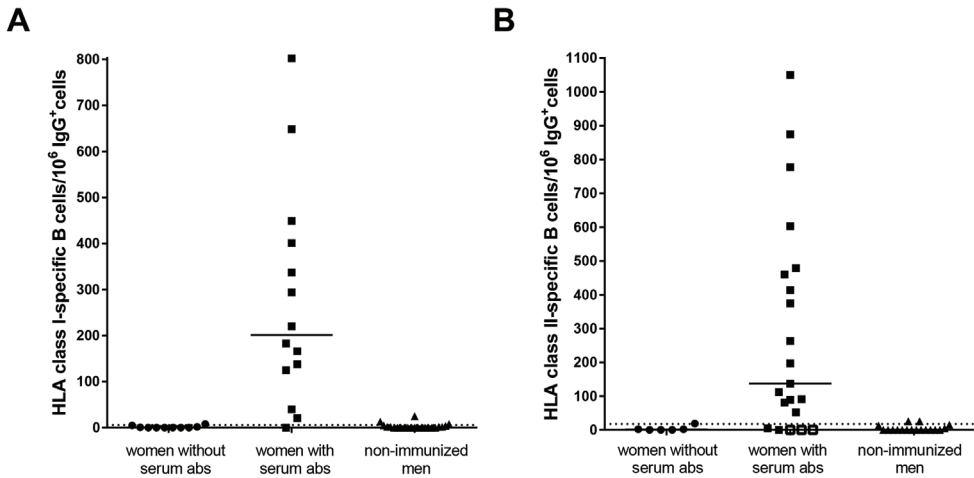 A
HLA class I-specific B cells/10⁶ IgG⁺cells
800
700
600
500
400
300
200
100
0
women without
serum abs
women with
serum abs
non-immunized
men
B
HLA class II-specific B cells/10⁶ IgG⁺cells
1100
1000
900
800
700
600
500
400
300
200
100
0
women without
serum abs
women with
serum abs
non-immunized
men